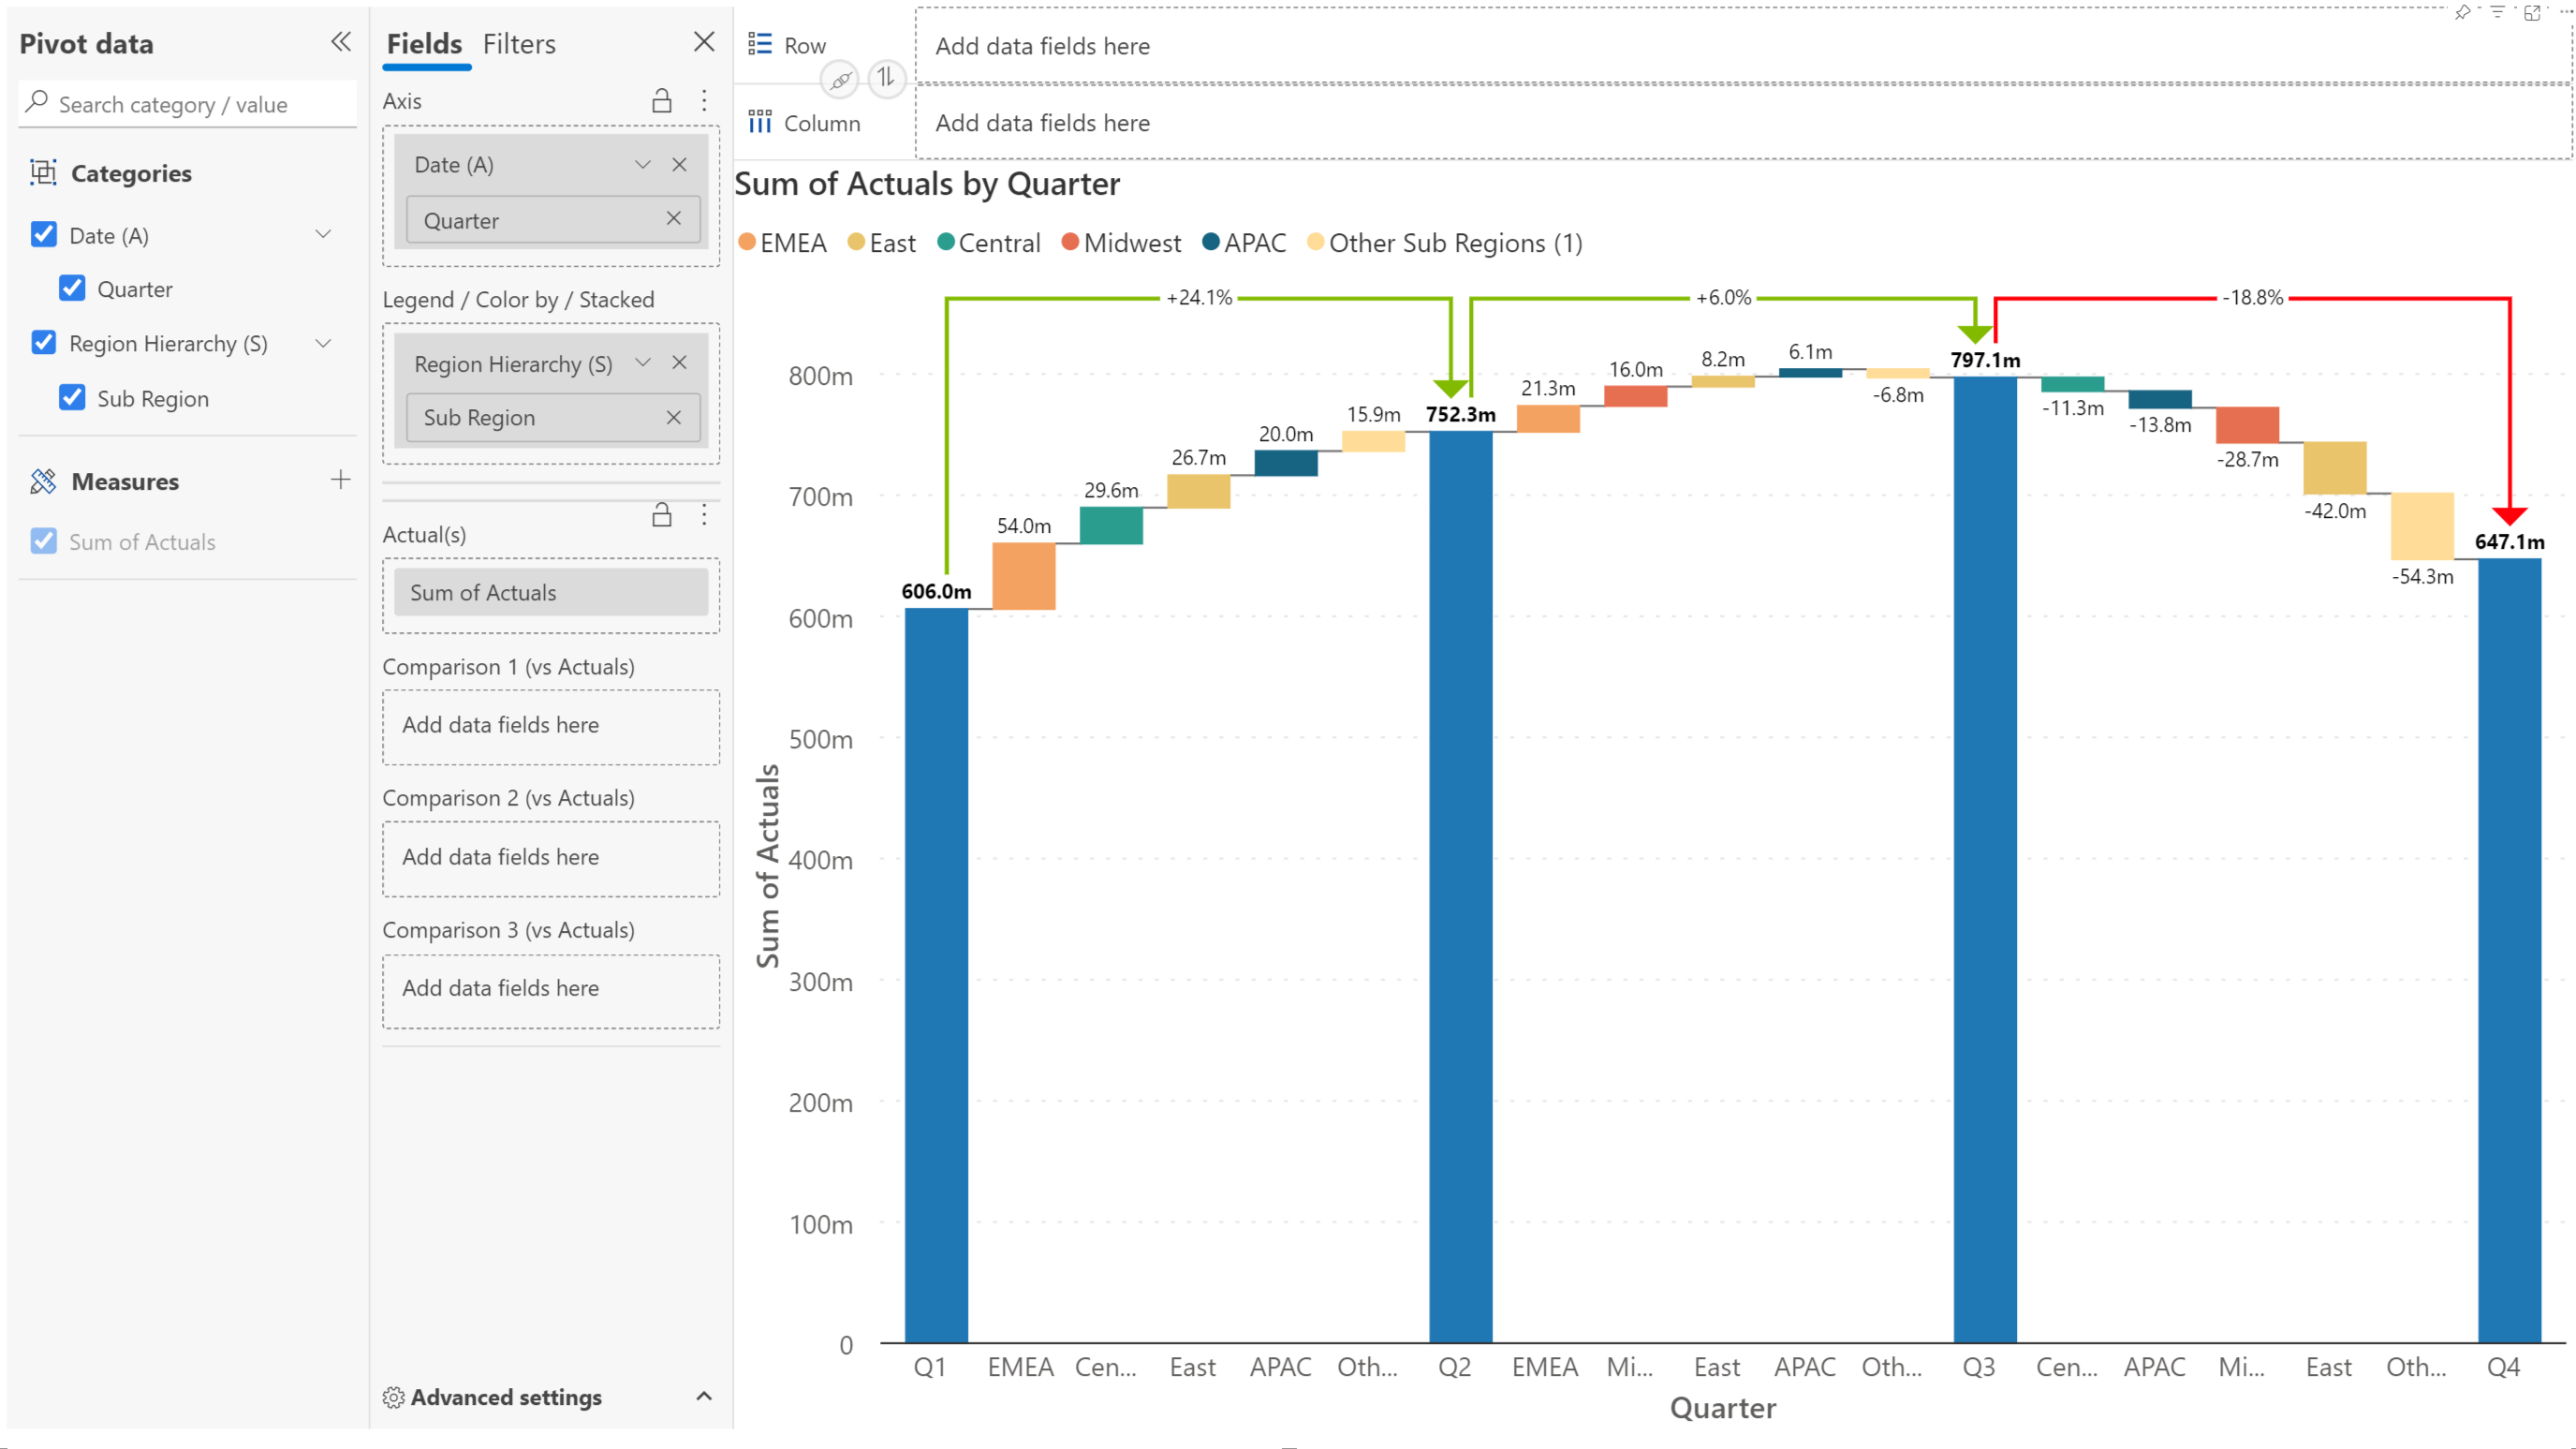 Pivot data
Search category / value
Categories
Date (A)
Quarter
Region Hierarchy (S)
Sub Region
Measures
Sum of Actuals
Fields Filters
Axis
Date (A)
Quarter
Legend / Color by / Stacked
Region Hierarchy (S)
Sub Region
Actual(s)
Sum of Actuals
Comparison 1 (vs Actuals)
Add data fields here
Comparison 2 (vs Actuals)
Add data fields here
Comparison 3 (vs Actuals)
Add data fields here
Advanced settings
Row Add data fields here
Column Add data fields here
Sum of Actuals by Quarter
EMEA East Central Midwest APAC Other Sub Regions (1)
+24.1% +6.0% -18.8%
800m
700m
600m
500m
400m
300m
200m
100m
0
Sum of Actuals
606.0m
54.0m
29.6m
26.7m
20.0m
15.9m
752.3m
21.3m
16.0m
8.2m
6.1m
-6.8m
797.1m
-11.3m
-13.8m
-28.7m
-42.0m
-54.3m
647.1m
Q1 EMEA Cen... East APAC Oth... Q2 EMEA Mi... East APAC Oth... Q3 Cen... APAC Mi... East Oth... Q4
Quarter